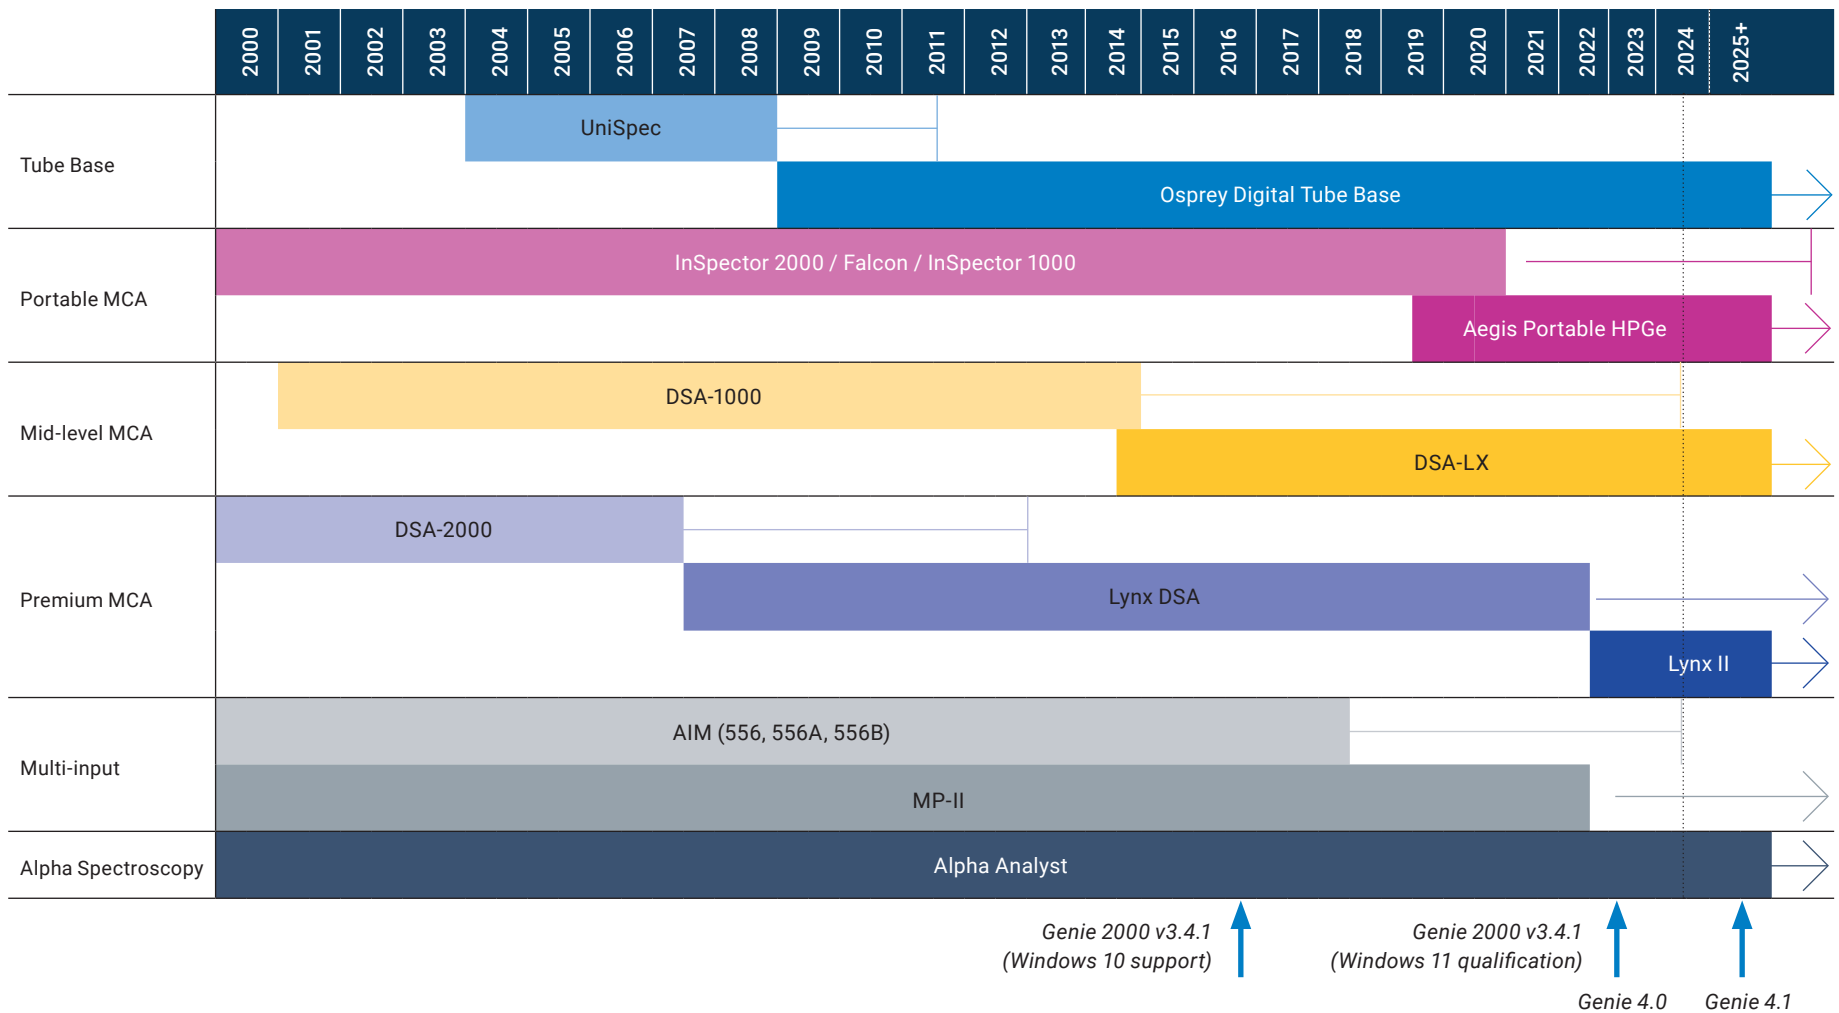 2000 2001 2002 2003 2004 2005 2006 2007 2008 2009 2010 2011 2012 2013 2014 2015 2016 2017 2018 2019 2020 2021 2022 2023 2024 2025+
Tube Base
UniSpec
Osprey Digital Tube Base
Portable MCA
InSpector 2000 / Falcon / InSpector 1000
Aegis Portable HPGe
Mid-level MCA
DSA-1000
DSA-LX
Premium MCA
DSA-2000
Lynx DSA
Lynx II
Multi-input
AIM (556, 556A, 556B)
MP-II
Alpha Spectroscopy
Alpha Analyst
Genie 2000 v3.4.1
(Windows 10 support)
Genie 2000 v3.4.1
(Windows 11 qualification)
Genie 4.0
Genie 4.1